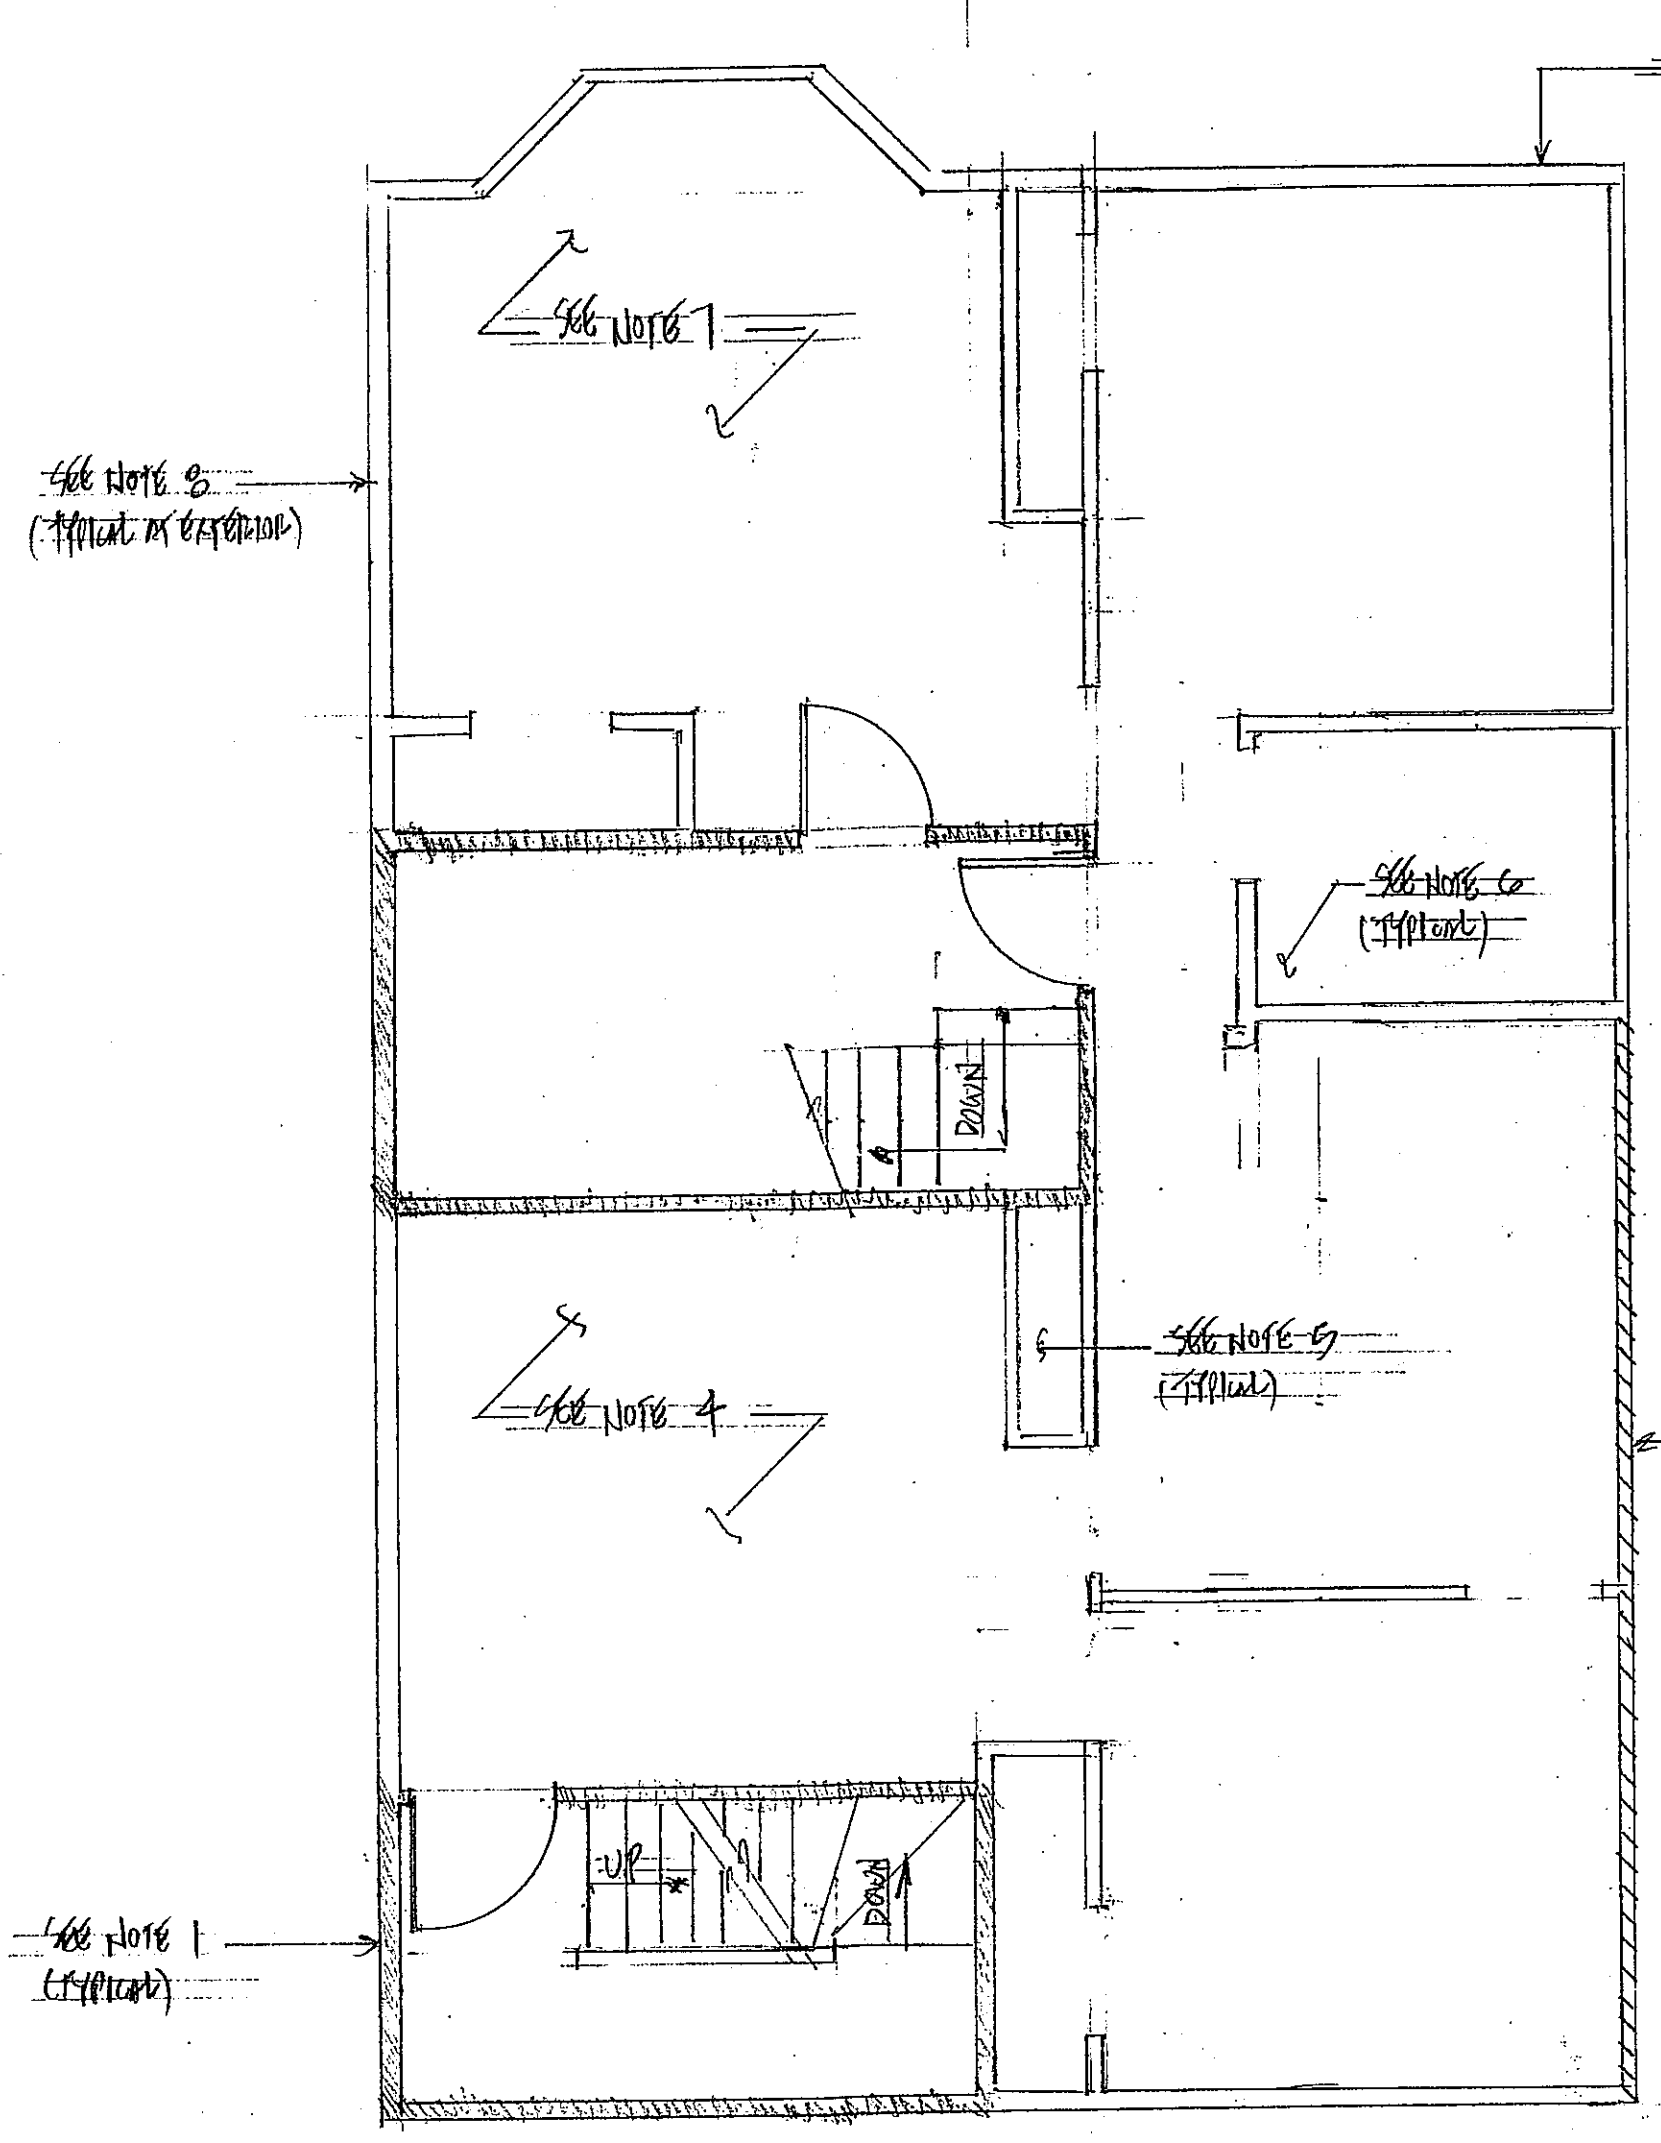 SEE NOTE 7
SEE NOTE 8
(TYPICAL AT EXTERIOR)
SEE NOTE 6
(TYPICAL)
DOWN
SEE NOTE 5
(TYPICAL)
SEE NOTE 4
UP
DOWN
SEE NOTE 1
(TYPICAL)